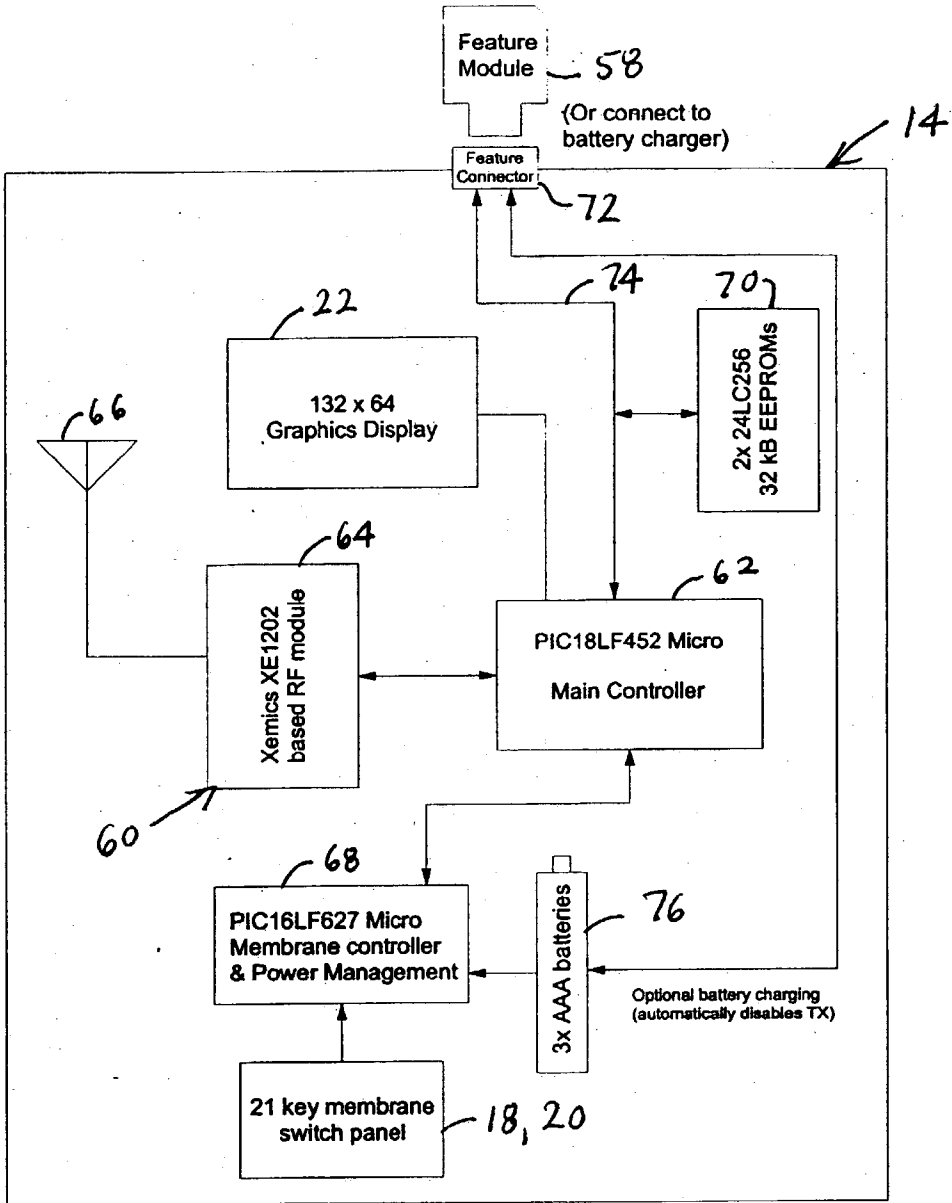 Feature
Module
58
(Or connect to
battery charger)
14
Feature
Connector
72
74
70
2x 24LC256
32 kB EEPROMs
22
132 x 64
Graphics Display
66
64
Xemics XE1202
based RF module
62
PIC18LF452 Micro
Main Controller
60
68
PIC16LF627 Micro
Membrane controller
& Power Management
3x AAA batteries
76
Optional battery charging
(automatically disables TX)
21 key membrane
switch panel
18, 20